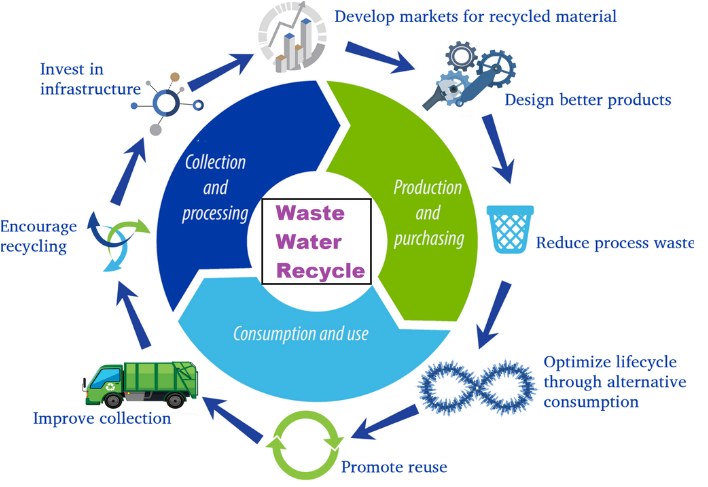 Develop markets for recycled material
Invest in
infrastructure
Design better products
Collection
and
processing
Production
and
purchasing
Waste
Water
Recycle
Encourage
recycling
Reduce process waste
Consumption and use
Optimize lifecycle
through alternative
consumption
Improve collection
Promote reuse